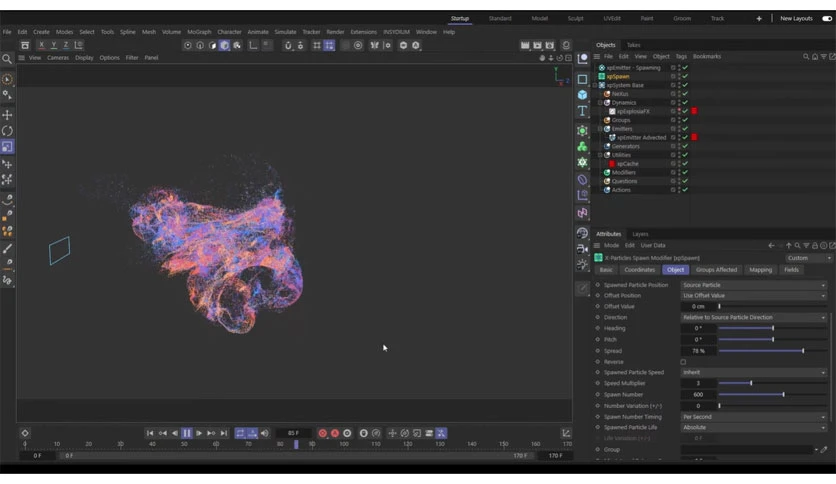 Startup Standard Model Sculpt UVEdit Paint Groom Track + New Layouts
File Edit Create Modes Select Tools Spline Mesh Volume MoGraph Character Animate Simulate Tracker Render Extensions INSYDIUM Window Help
X Y Z
View Cameras Display Options Filter Panel
Y
Z
Objects Takes
File Edit View Object Tags Bookmarks
xpEmitter - Spawning
xpSpawn
xpSystem Base
NeXus
Dynamics
xpExplosiaFX
Groups
Emitters
xpEmitter Advected
Generators
Utilities
xpCache
Modifiers
Questions
Actions
Attributes Layers
Mode Edit User Data
X-Particles Spawn Modifier [xpSpawn] Custom
Basic Coordinates Object Groups Affected Mapping Fields
Spawned Particle Position Source Particle
Offset Position Use Offset Value
Offset Value 0 cm
Direction Relative to Source Particle Direction
Heading 0 °
Pitch 0 °
Spread 78 %
Reverse
Spawned Particle Speed Inherit
Speed Multiplier 3
Spawn Number 600
Number Variation (+/-) 0
Spawn Number Timing Per Second
Spawned Particle Life Absolute
Life Variation (+/-) 0 F
Group
85 F
10 20 30 40 50 60 70 80 90 100 110 120 130 140 150 160 170
0 F 0 F 170 F 170 F